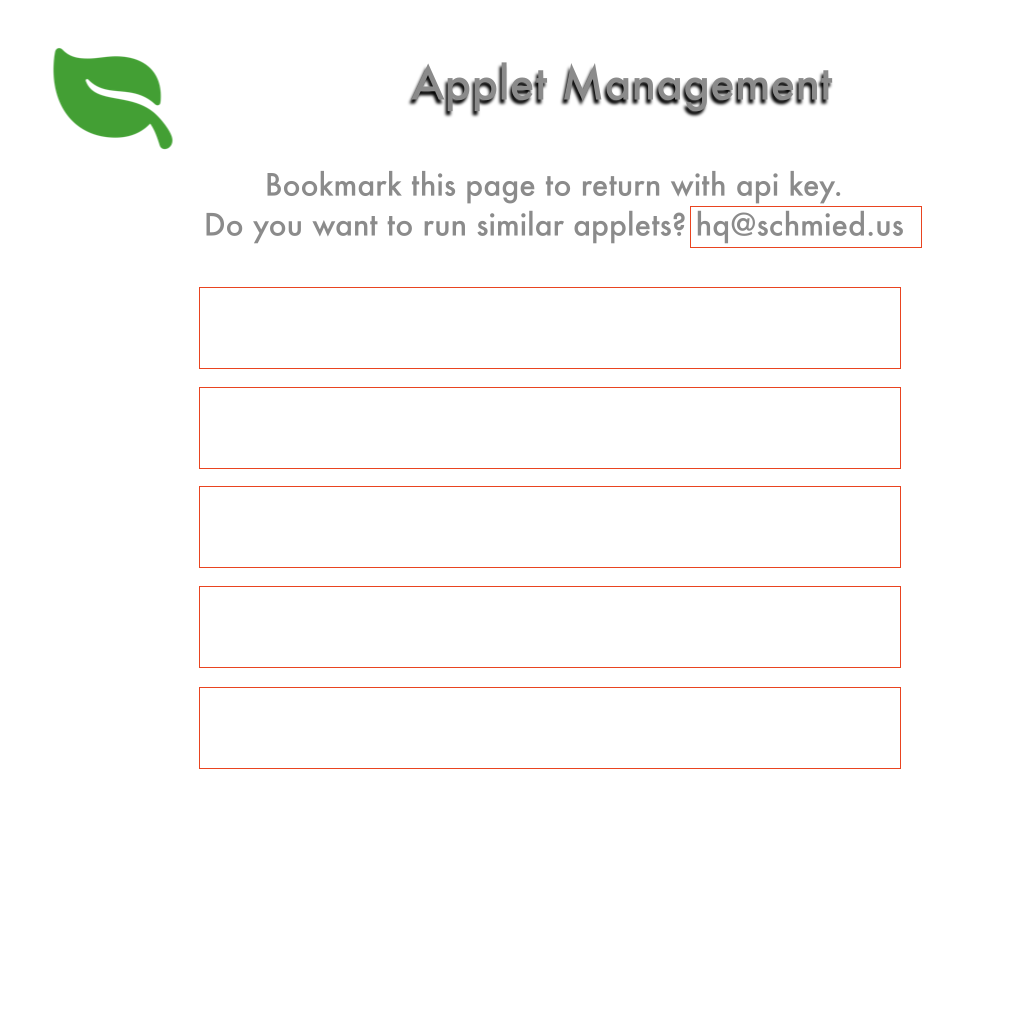 Applet Management
Bookmark this page to return with api key.
Do you want to run similar applets? hq@schmied.us